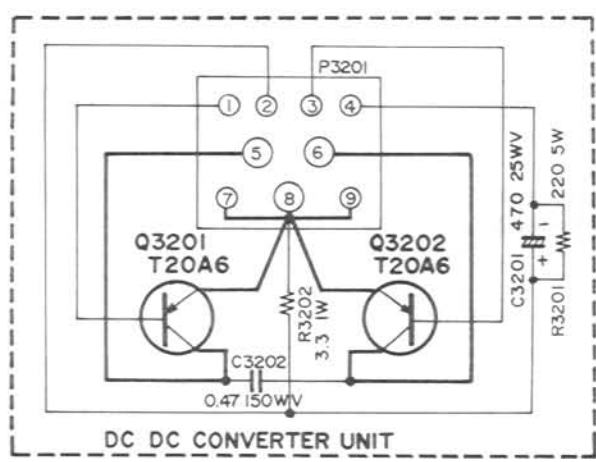 P3201
1 2 3 4
5 6
7 8 9
Q3201
T20A6
Q3202
T20A6
C3201 470 25WV
220 5W
R3201
- 
+
R3202
3.3 1W
C3202
0.47 150WV
DC DC CONVERTER UNIT